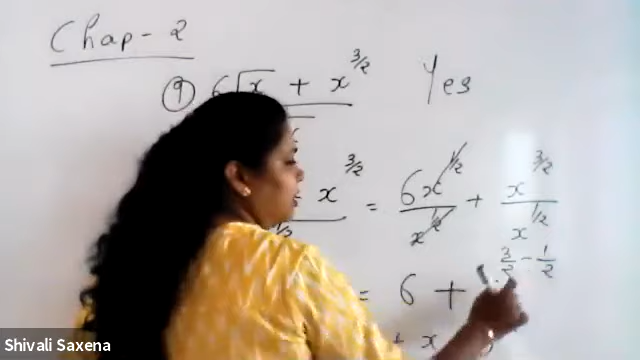 Chap-2
9 6√x + x^3/2 Yes
x^3/2 = 6x^1/2 / x^1/2 + x^3/2 / x^1/2
= 6 + 3/2 - 1/2
x
Shivali Saxena